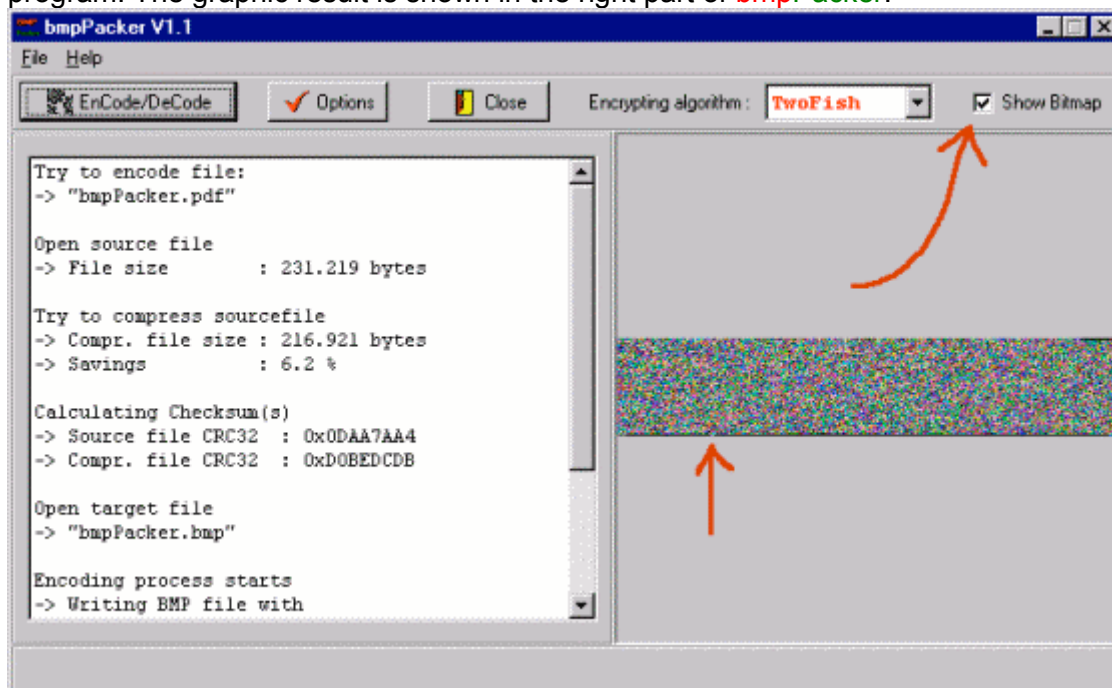 program. The graphic result is shown in the right part of bmpPacker.
bmpPacker V1.1
File Help
EnCode/DeCode Options Close Encrypting algorithm : TwoFish Show Bitmap
Try to encode file:
-> "bmpPacker.pdf"
Open source file
-> File size : 231.219 bytes
Try to compress sourcefile
-> Compr. file size : 216.921 bytes
-> Savings : 6.2 %
Calculating Checksum(s)
-> Source file CRC32 : 0x0DAA7AA4
-> Compr. file CRC32 : 0xD0BEDCDB
Open target file
-> "bmpPacker.bmp"
Encoding process starts
-> Writing BMP file with